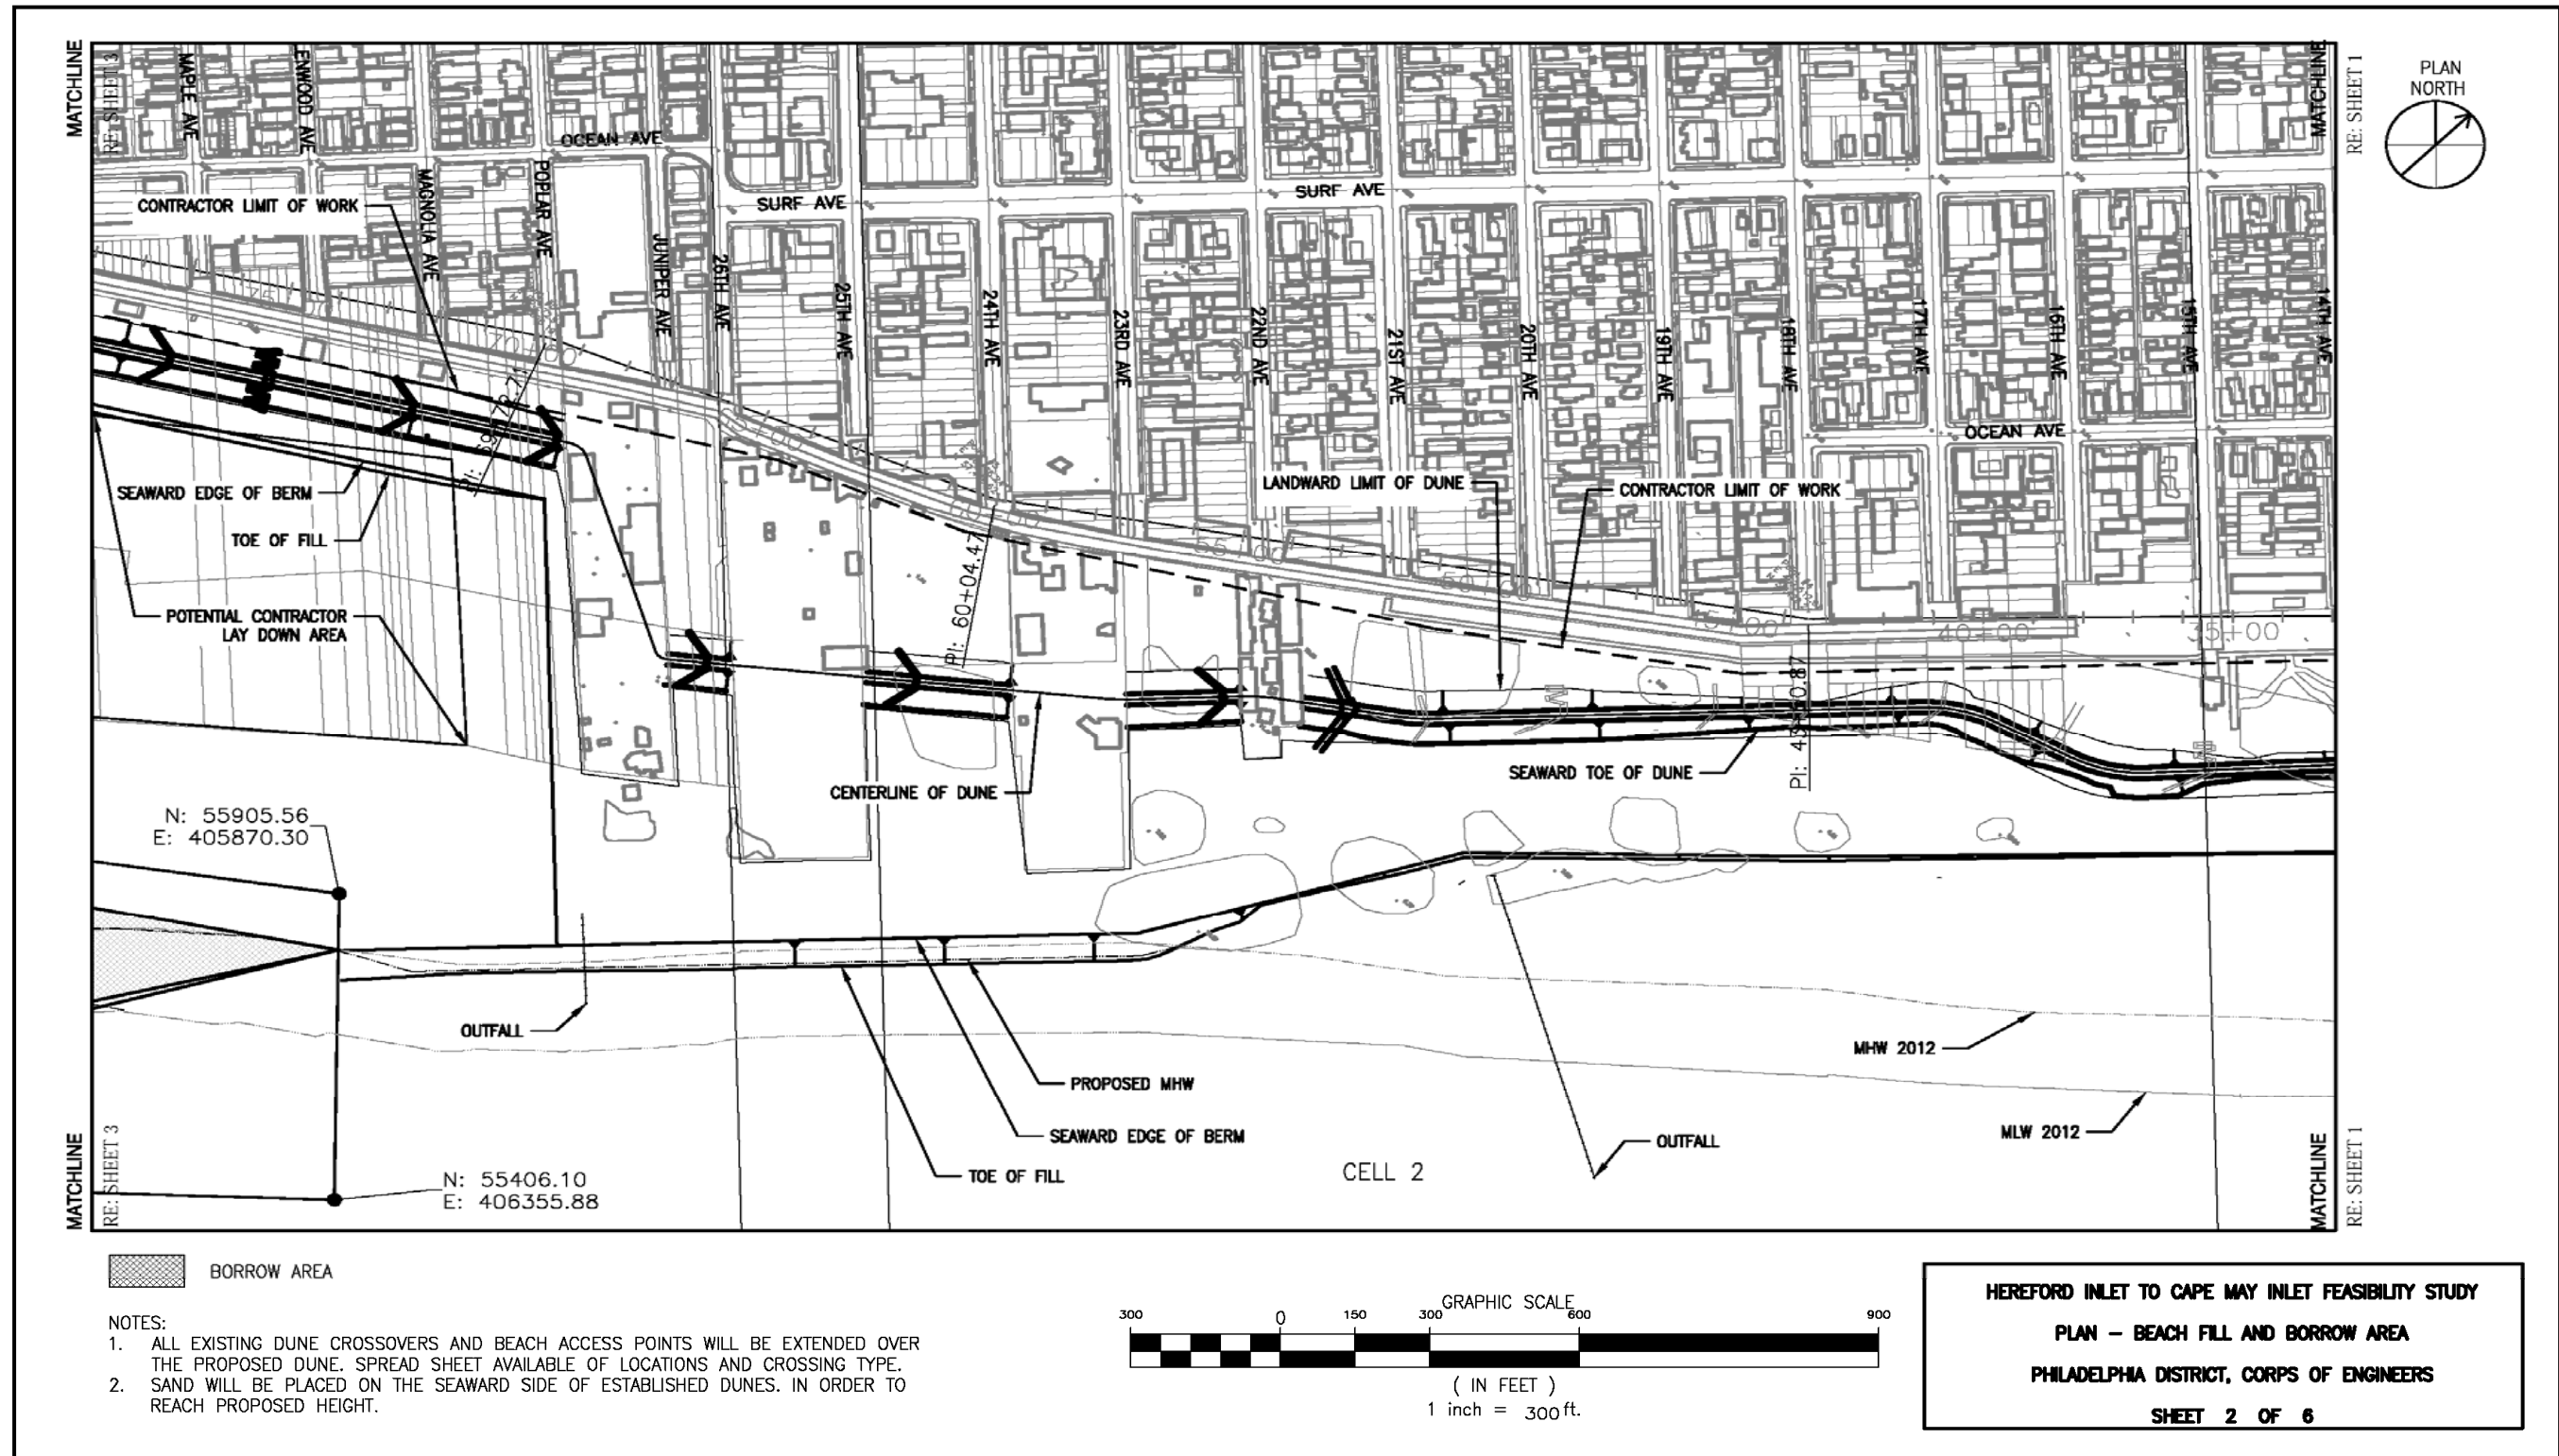 MATCHLINE
RE: SHEET 3
MAPLE AVE
ENWOOD AVE
MAGNOLIA AVE
POPLAR AVE
OCEAN AVE
JUNIPER AVE
26TH AVE
SURF AVE
25TH AVE
24TH AVE
23RD AVE
22ND AVE
SURF AVE
21ST AVE
20TH AVE
19TH AVE
18TH AVE
17TH AVE
16TH AVE
15TH AVE
14TH AVE
OCEAN AVE
MATCHLINE
RE: SHEET 1
PLAN
NORTH
CONTRACTOR LIMIT OF WORK
SEAWARD EDGE OF BERM
TOE OF FILL
POTENTIAL CONTRACTOR
LAY DOWN AREA
PI: 60+04.47
55+00
50+00
40+00
35+00
LANDWARD LIMIT OF DUNE
CONTRACTOR LIMIT OF WORK
CENTERLINE OF DUNE
SEAWARD TOE OF DUNE
N: 55905.56
E: 405870.30
OUTFALL
PROPOSED MHW
SEAWARD EDGE OF BERM
TOE OF FILL
CELL 2
OUTFALL
MHW 2012
MLW 2012
N: 55406.10
E: 406355.88
MATCHLINE
RE: SHEET 3
MATCHLINE
RE: SHEET 1
BORROW AREA
NOTES:
1. ALL EXISTING DUNE CROSSOVERS AND BEACH ACCESS POINTS WILL BE EXTENDED OVER
THE PROPOSED DUNE. SPREAD SHEET AVAILABLE OF LOCATIONS AND CROSSING TYPE.
2. SAND WILL BE PLACED ON THE SEAWARD SIDE OF ESTABLISHED DUNES. IN ORDER TO
REACH PROPOSED HEIGHT.
GRAPHIC SCALE
300 0 150 300 600 900
( IN FEET )
1 inch = 300 ft.
HEREFORD INLET TO CAPE MAY INLET FEASIBILITY STUDY
PLAN – BEACH FILL AND BORROW AREA
PHILADELPHIA DISTRICT, CORPS OF ENGINEERS
SHEET 2 OF 6